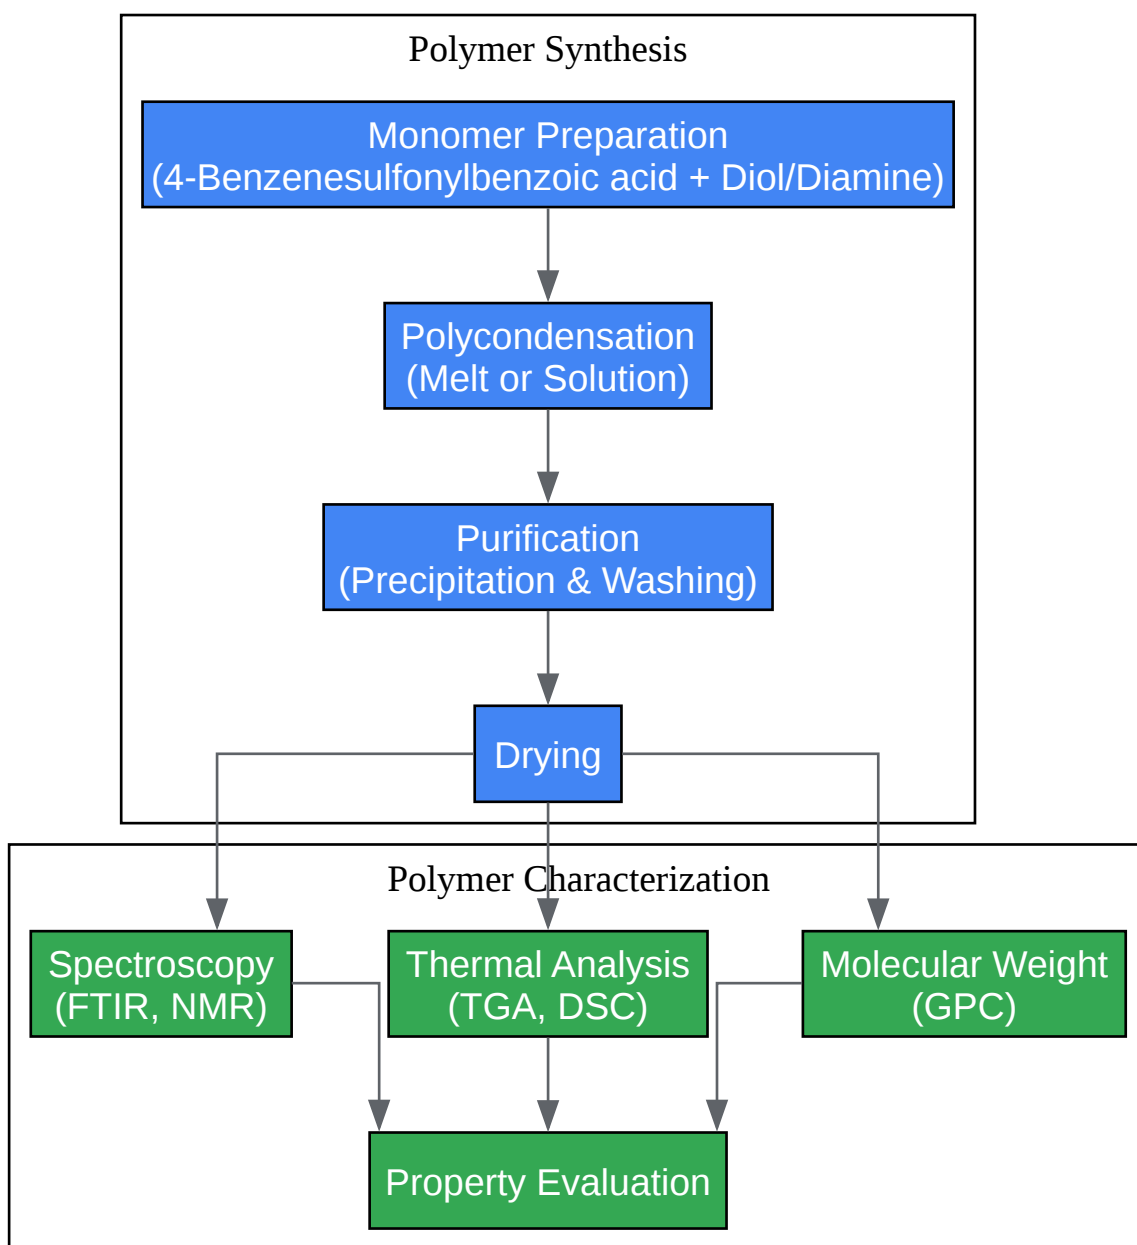 Polymer Synthesis
Monomer Preparation
(4-Benzenesulfonylbenzoic acid + Diol/Diamine)
Polycondensation
(Melt or Solution)
Purification
(Precipitation & Washing)
Drying
Polymer Characterization
Spectroscopy
(FTIR, NMR)
Thermal Analysis
(TGA, DSC)
Molecular Weight
(GPC)
Property Evaluation